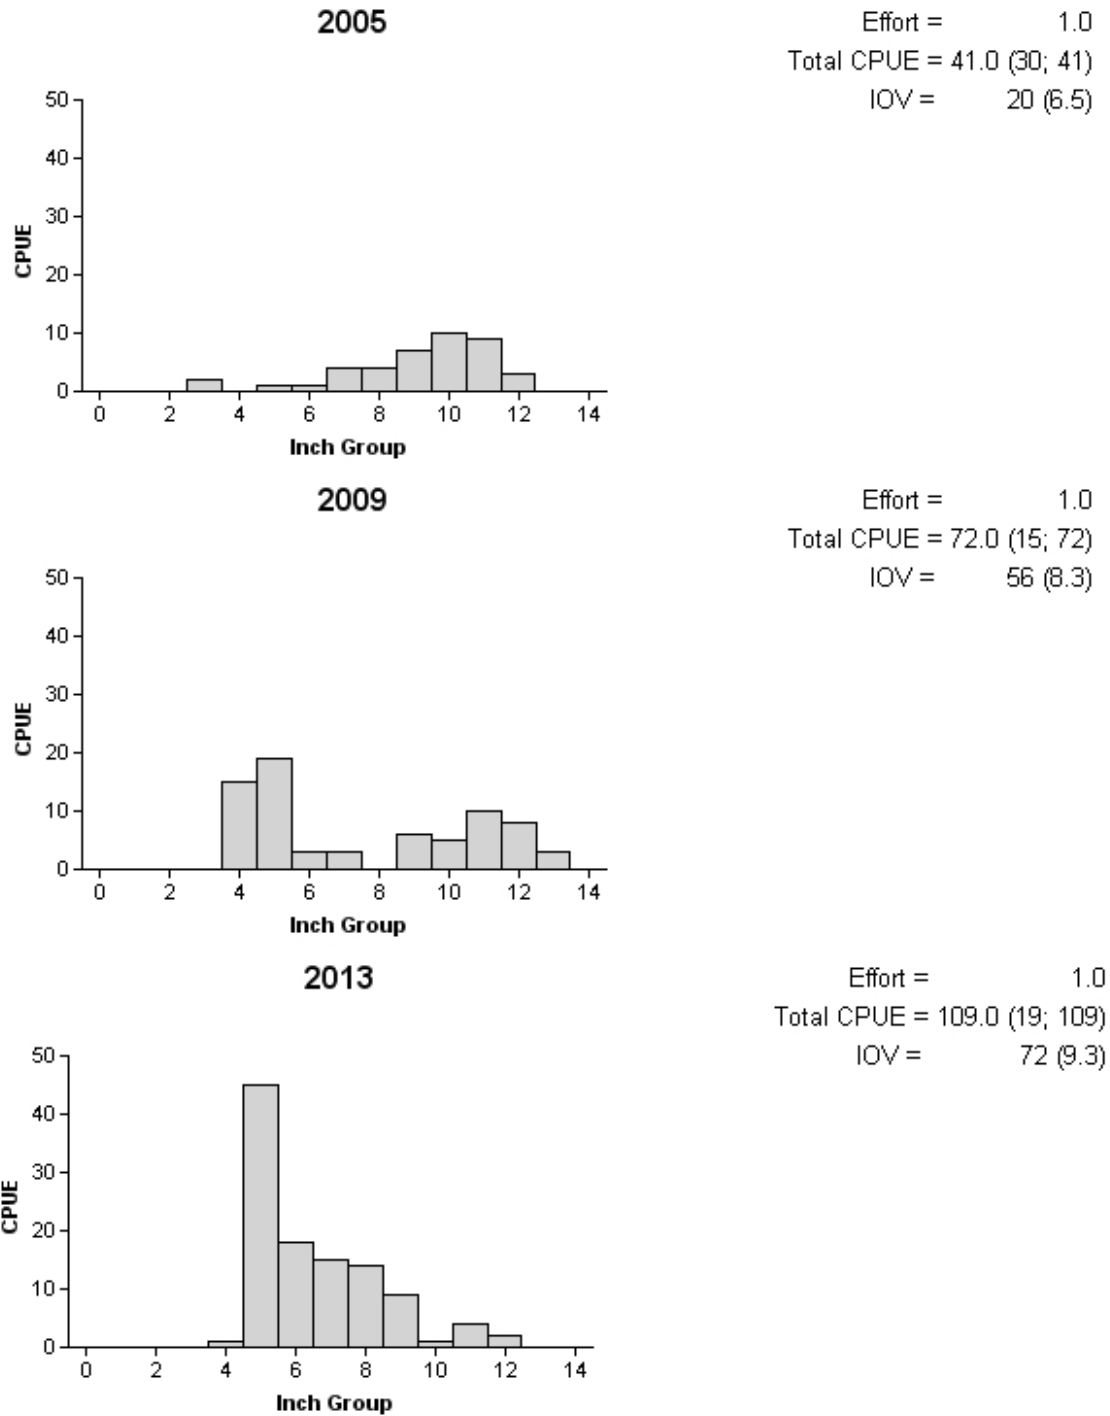 2005
Effort = 1.0
Total CPUE = 41.0 (30; 41)
IOV = 20 (6.5)
50
40
30
20
10
0
CPUE
0 2 4 6 8 10 12 14
Inch Group
2009
Effort = 1.0
Total CPUE = 72.0 (15; 72)
IOV = 56 (8.3)
50
40
30
20
10
0
CPUE
0 2 4 6 8 10 12 14
Inch Group
2013
Effort = 1.0
Total CPUE = 109.0 (19; 109)
IOV = 72 (9.3)
50
40
30
20
10
0
CPUE
0 2 4 6 8 10 12 14
Inch Group